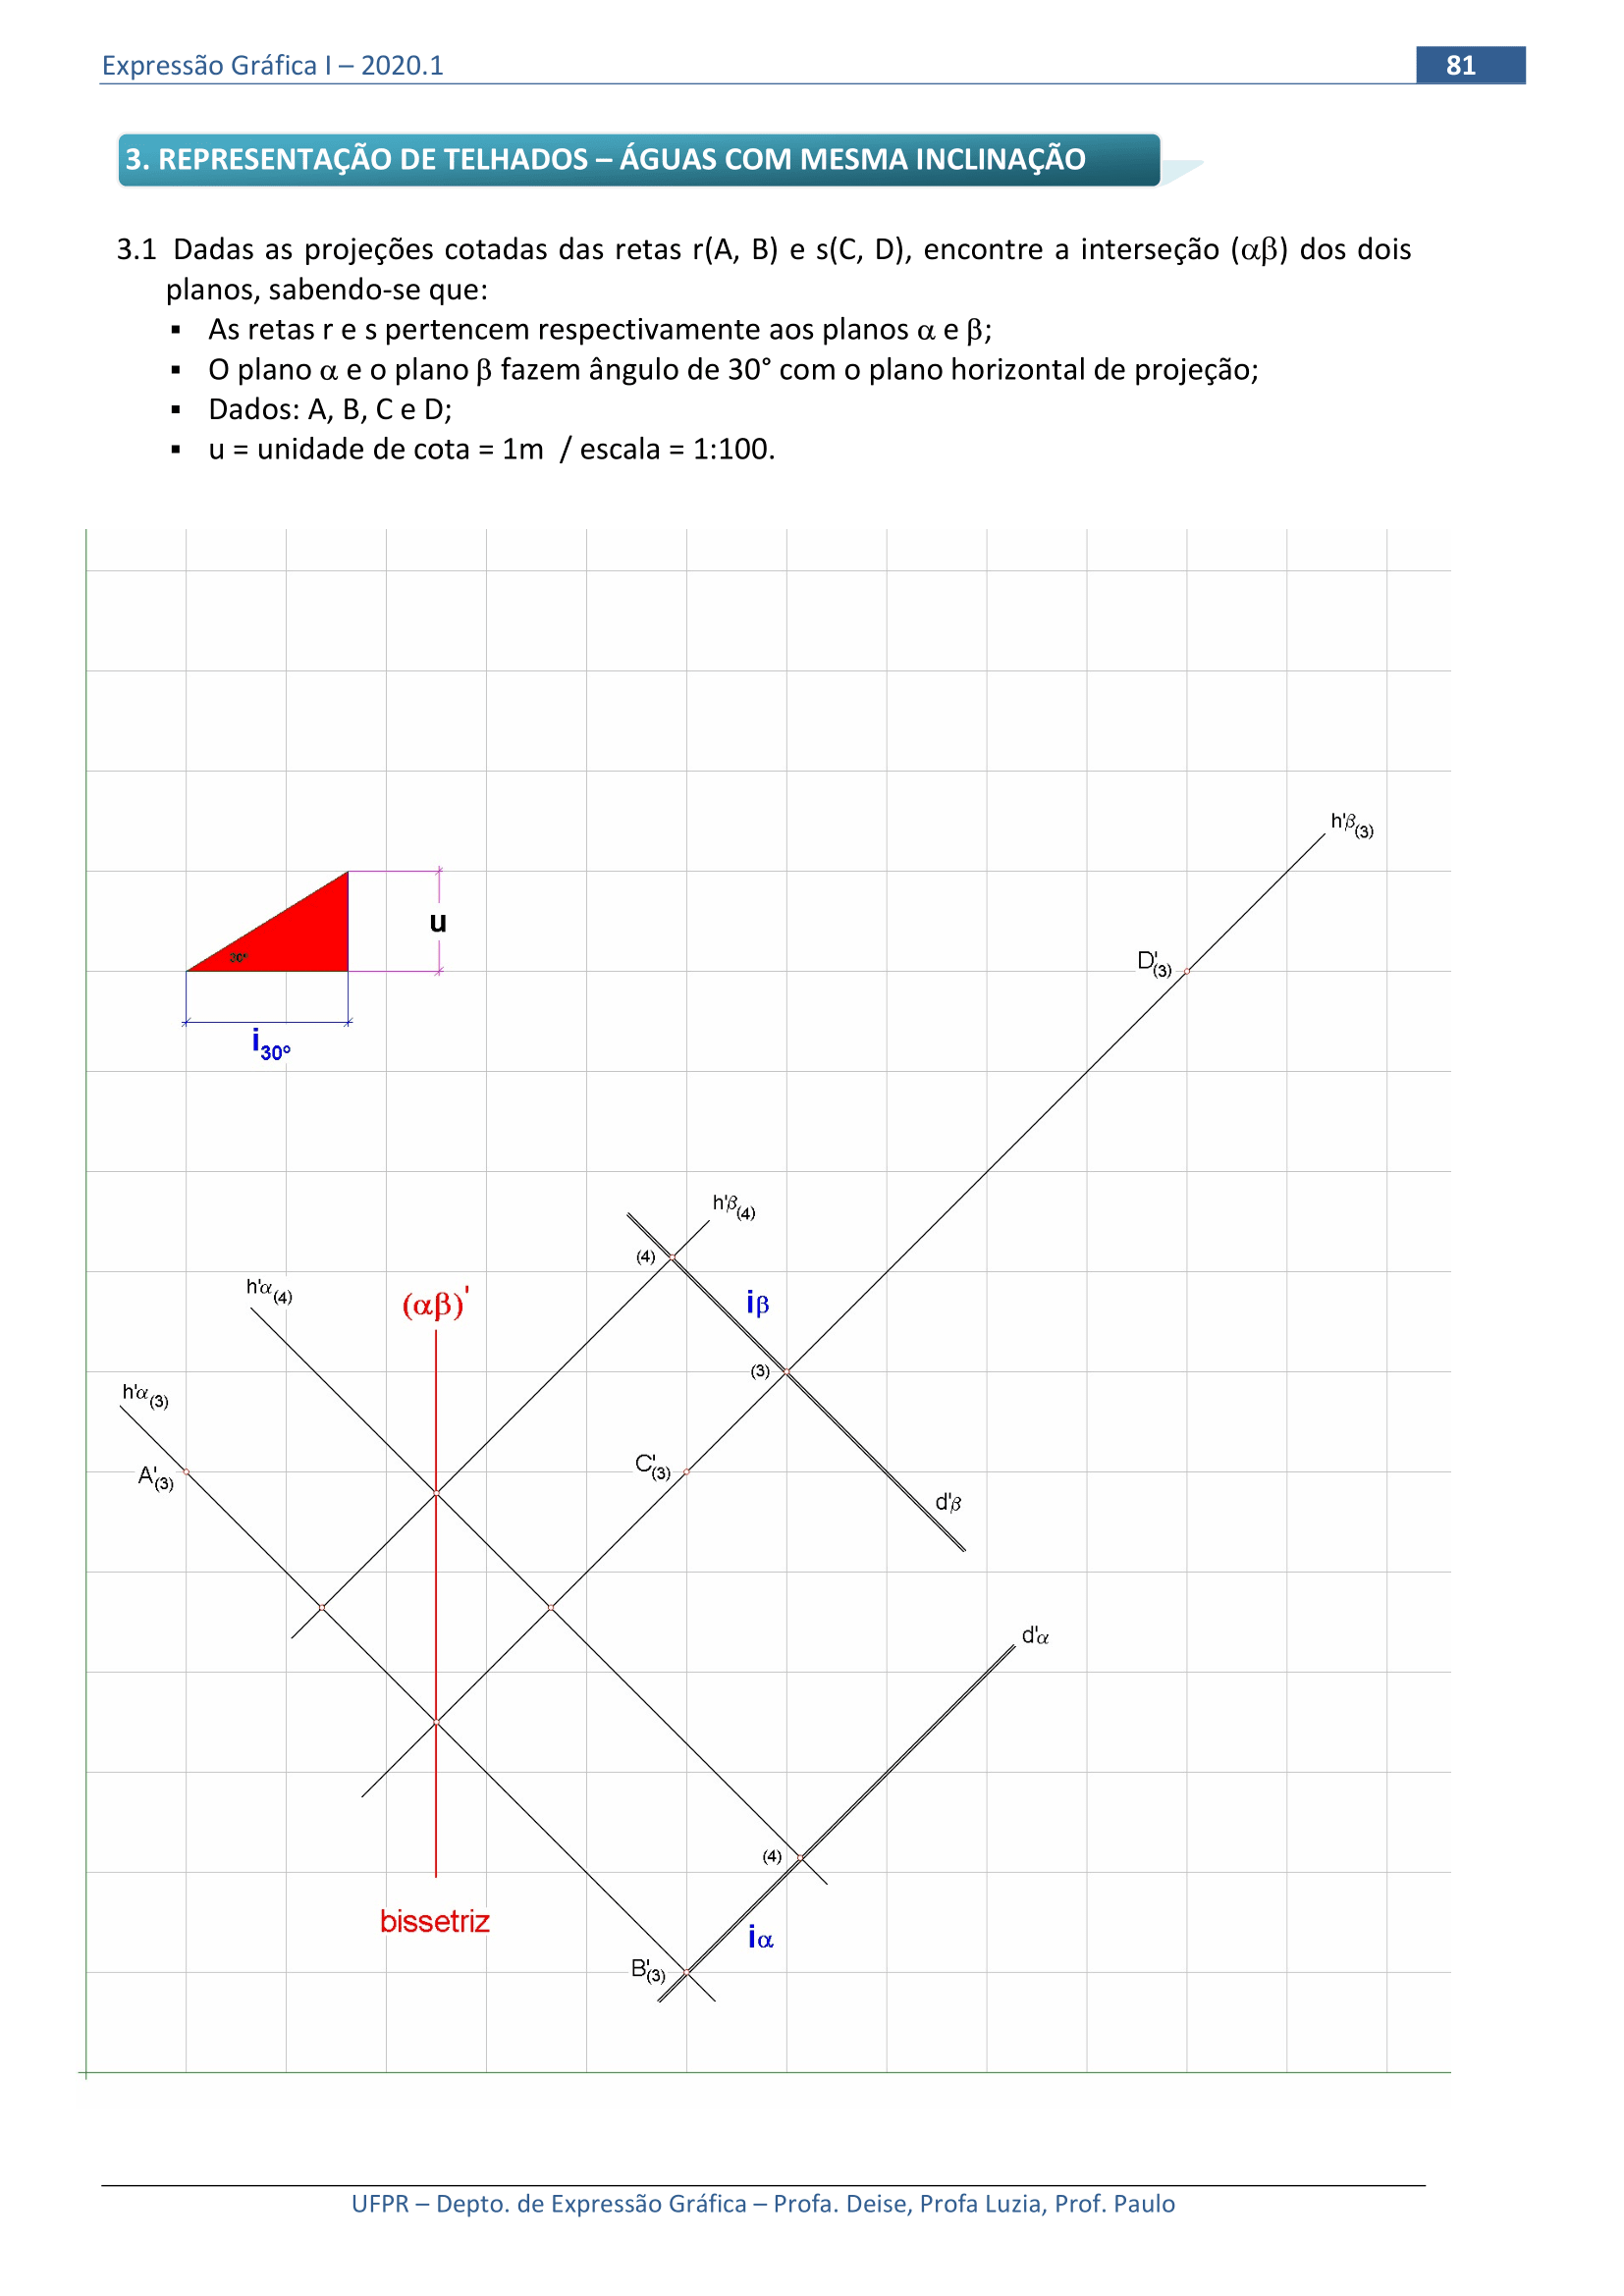 Expressão Gráfica I – 2020.1
81
3. REPRESENTAÇÃO DE TELHADOS – ÁGUAS COM MESMA INCLINAÇÃO
3.1 Dadas as projeções cotadas das retas r(A, B) e s(C, D), encontre a interseção (αβ) dos dois
planos, sabendo-se que:
▪ As retas r e s pertencem respectivamente aos planos α e β;
▪ O plano α e o plano β fazem ângulo de 30° com o plano horizontal de projeção;
▪ Dados: A, B, C e D;
▪ u = unidade de cota = 1m / escala = 1:100.
h'β(3)
u
30º
D'(3)
i30º
h'β(4)
(4)
h'α(4)
(αβ)'
iβ
(3)
h'α(3)
A'(3)
C'(3)
d'β
d'α
(4)
bissetriz
iα
B'(3)
UFPR – Depto. de Expressão Gráfica – Profa. Deise, Profa Luzia, Prof. Paulo